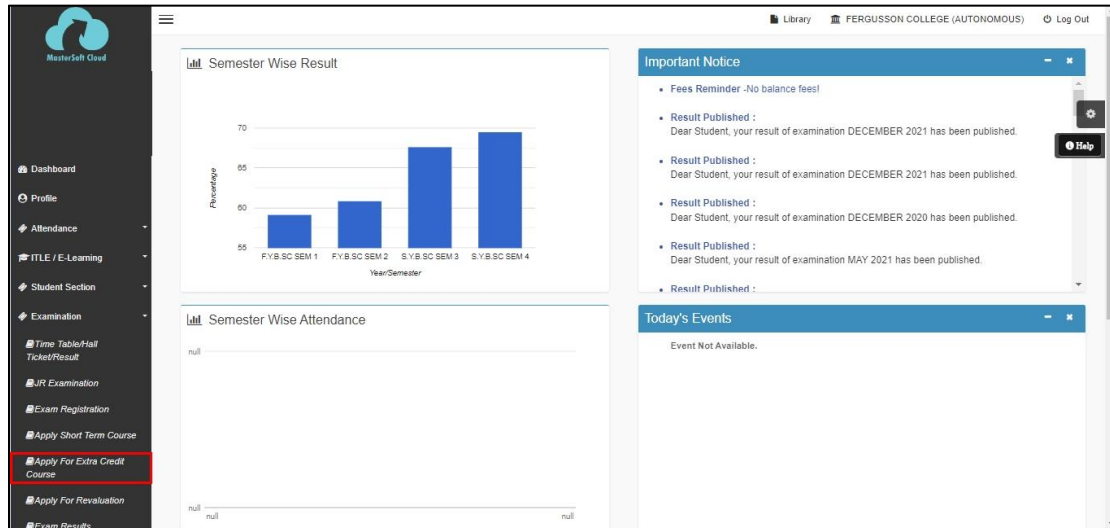 MasterSoft Cloud
Library
FERGUSSON COLLEGE (AUTONOMOUS)
Log Out
Dashboard
Profile
Attendance
ITLE / E-Learning
Student Section
Examination
Time Table/Hall
Ticket/Result
JR Examination
Exam Registration
Apply Short Term Course
Apply For Extra Credit
Course
Apply For Revaluation
Exam Results
Semester Wise Result
70
65
60
55
Percentage
F.Y.B.SC SEM 1
F.Y.B.SC SEM 2
S.Y.B.SC SEM 3
S.Y.B.SC SEM 4
Year/Semester
Important Notice
Fees Reminder -No balance fees!
Result Published :
Dear Student, your result of examination DECEMBER 2021 has been published.
Result Published :
Dear Student, your result of examination DECEMBER 2021 has been published.
Result Published :
Dear Student, your result of examination DECEMBER 2020 has been published.
Result Published :
Dear Student, your result of examination MAY 2021 has been published.
Result Published :
Help
Semester Wise Attendance
null
null
null
null
Today's Events
Event Not Available.